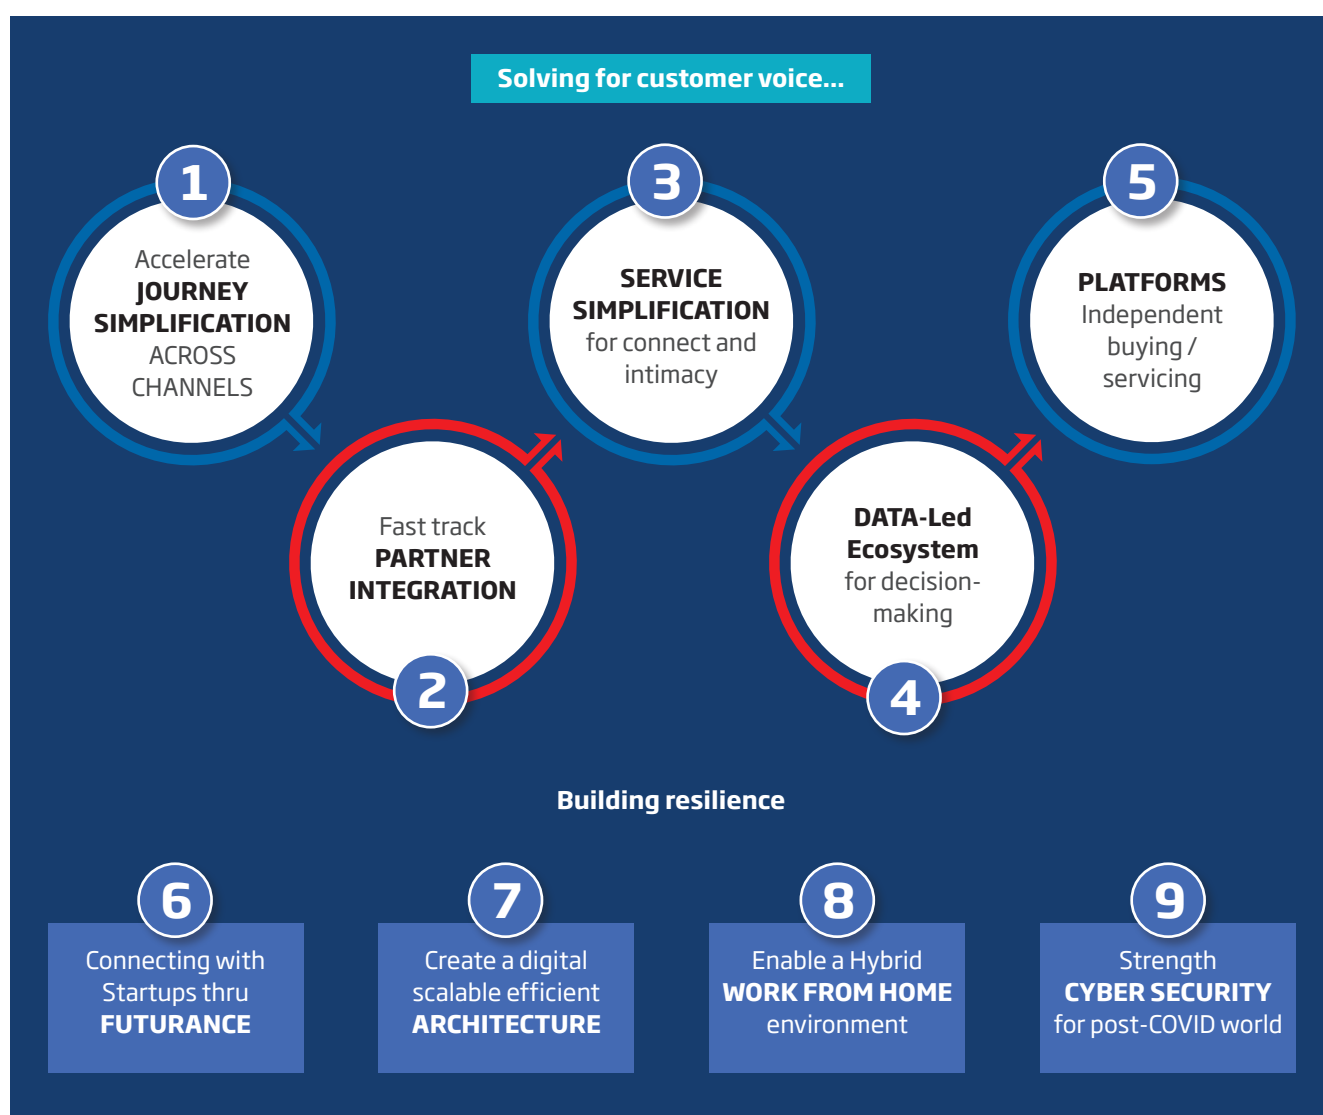 Solving for customer voice...
1
Accelerate
JOURNEY
SIMPLIFICATION
ACROSS
CHANNELS
2
Fast track
PARTNER
INTEGRATION
3
SERVICE
SIMPLIFICATION
for connect and
intimacy
4
DATA-Led
Ecosystem
for decision-
making
5
PLATFORMS
Independent
buying /
servicing
Building resilience
6
Connecting with
Startups thru
FUTURANCE
7
Create a digital
scalable efficient
ARCHITECTURE
8
Enable a Hybrid
WORK FROM HOME
environment
9
Strength
CYBER SECURITY
for post-COVID world